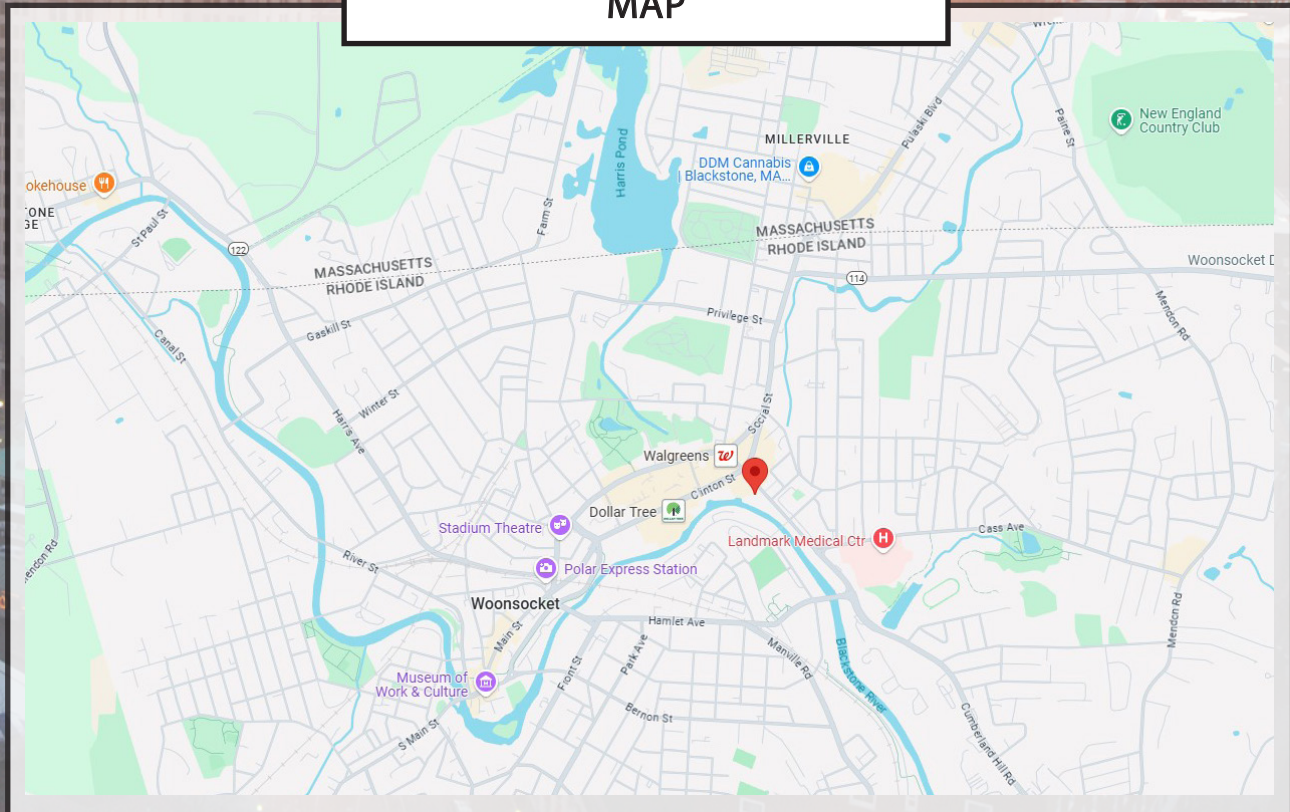 MAP
New England
Country Club
MILLERVILLE
Pulaski Blvd
Paine St
Harris Pond
DDM Cannabis
| Blackstone, MA...
okehouse
St Paul St
Farm St
122
MASSACHUSETTS
RHODE ISLAND
MASSACHUSETTS
RHODE ISLAND
114
Woonsocket D
Mendon Rd
Gaskill St
Privilege St
Canal St
Winter St
Harris Ave
Social St
Walgreens
Clinton St
Dollar Tree
Stadium Theatre
Landmark Medical Ctr
H
Cass Ave
endon Rd
River St
Polar Express Station
Woonsocket
Hamlet Ave
Main St
Park Ave
Manville Rd
Mendon Rd
Front St
Museum of
Work & Culture
Blackstone River
Bernon St
S Main St
Cumberland Hill Rd